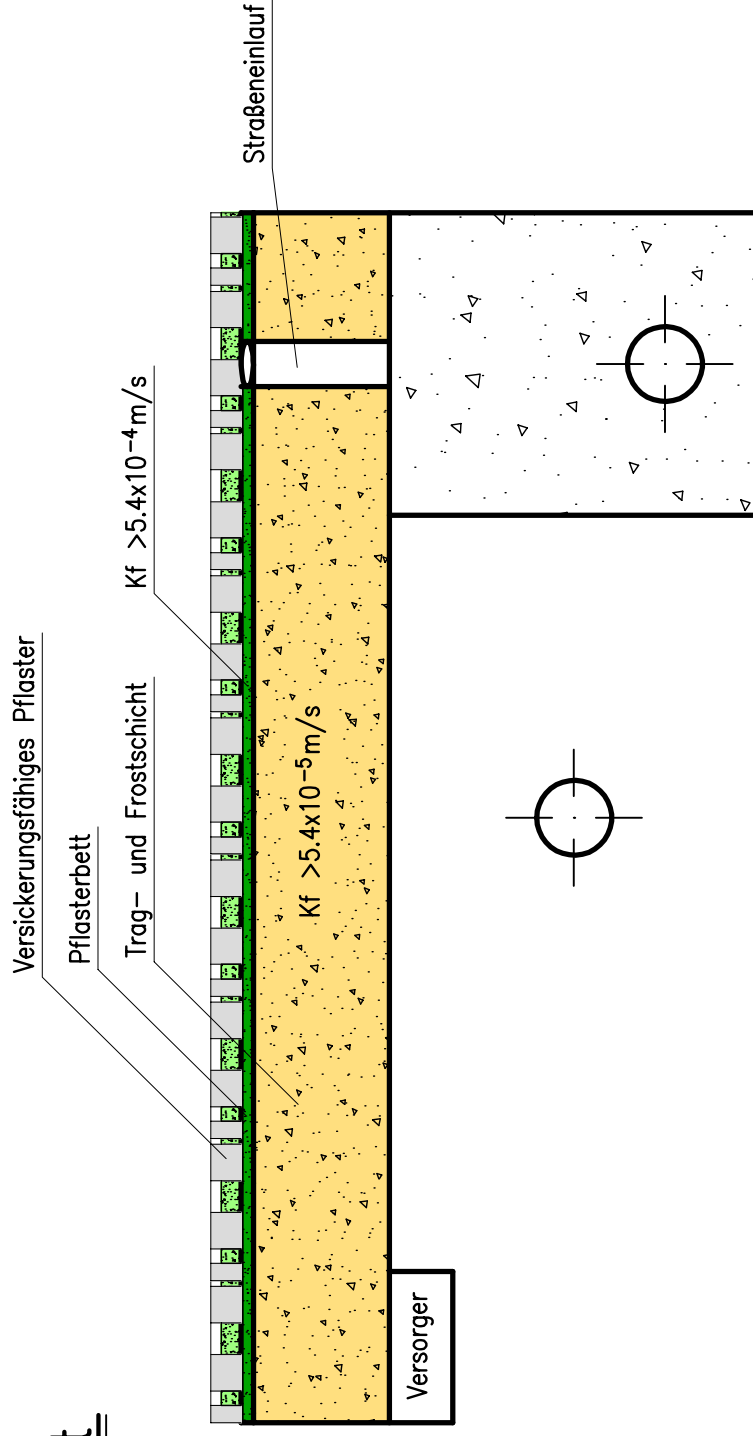 Versickerungsfähiges Pflaster
Pflasterbett
Trag- und Frostschicht
Kf >5.4x10⁻⁴m/s
Straßeneinlauf
Kf >5.4x10⁻⁵m/s
Versorger